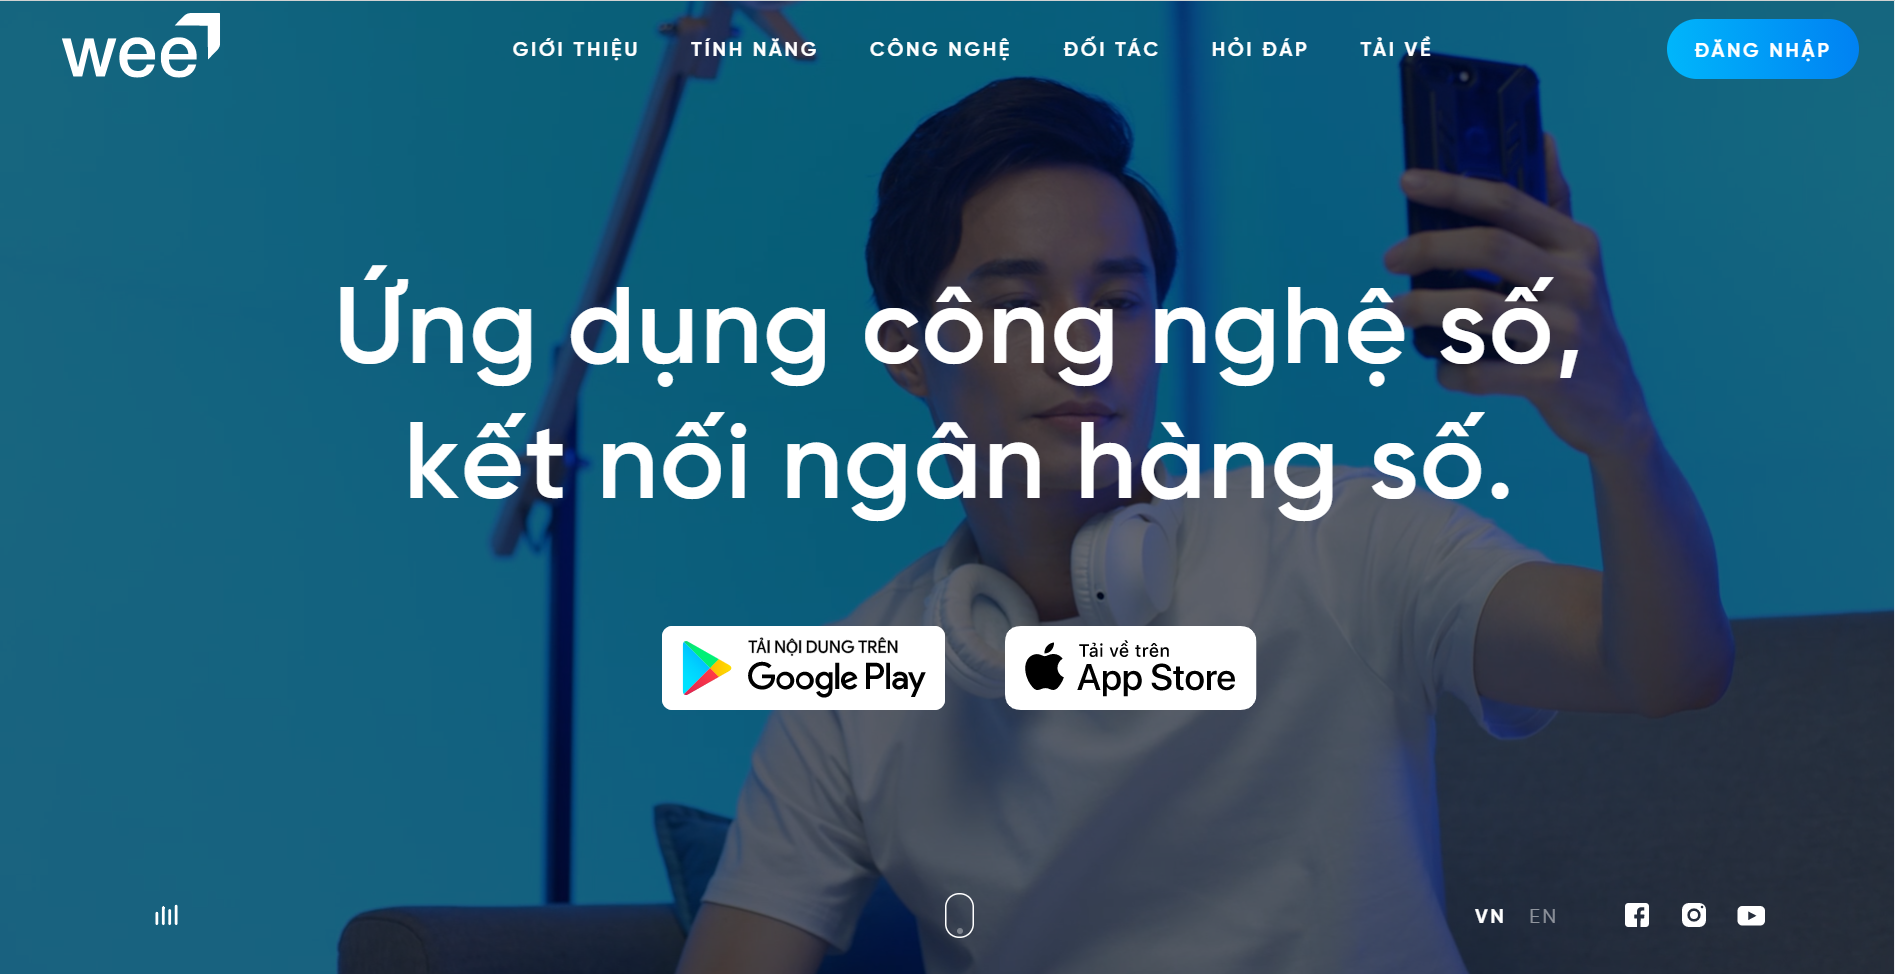 wee
GIỚI THIỆU
TÍNH NĂNG
CÔNG NGHỆ
ĐỐI TÁC
HỎI ĐÁP
TẢI VỀ
ĐĂNG NHẬP
Ứng dụng công nghệ số,
kết nối ngân hàng số.
TẢI NỘI DUNG TRÊN
Google Play
Tải về trên
App Store
VN EN